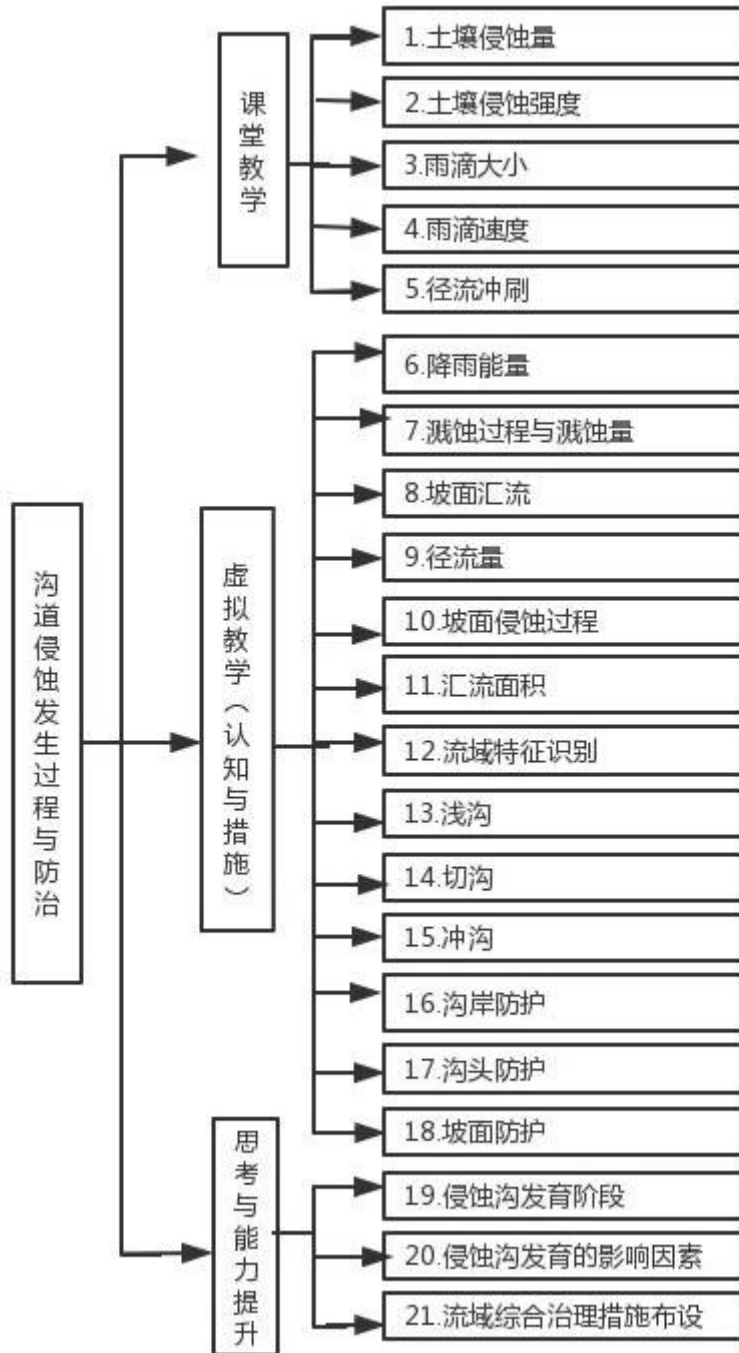 沟道侵蚀发生过程与防治
课堂教学
1.土壤侵蚀量
2.土壤侵蚀强度
3.雨滴大小
4.雨滴速度
5.径流冲刷
虚拟教学（认知与措施）
6.降雨能量
7.溅蚀过程与溅蚀量
8.坡面汇流
9.径流量
10.坡面侵蚀过程
11.汇流面积
12.流域特征识别
13.浅沟
14.切沟
15.冲沟
16.沟岸防护
17.沟头防护
18.坡面防护
思考与能力提升
19.侵蚀沟发育阶段
20.侵蚀沟发育的影响因素
21.流域综合治理措施布设